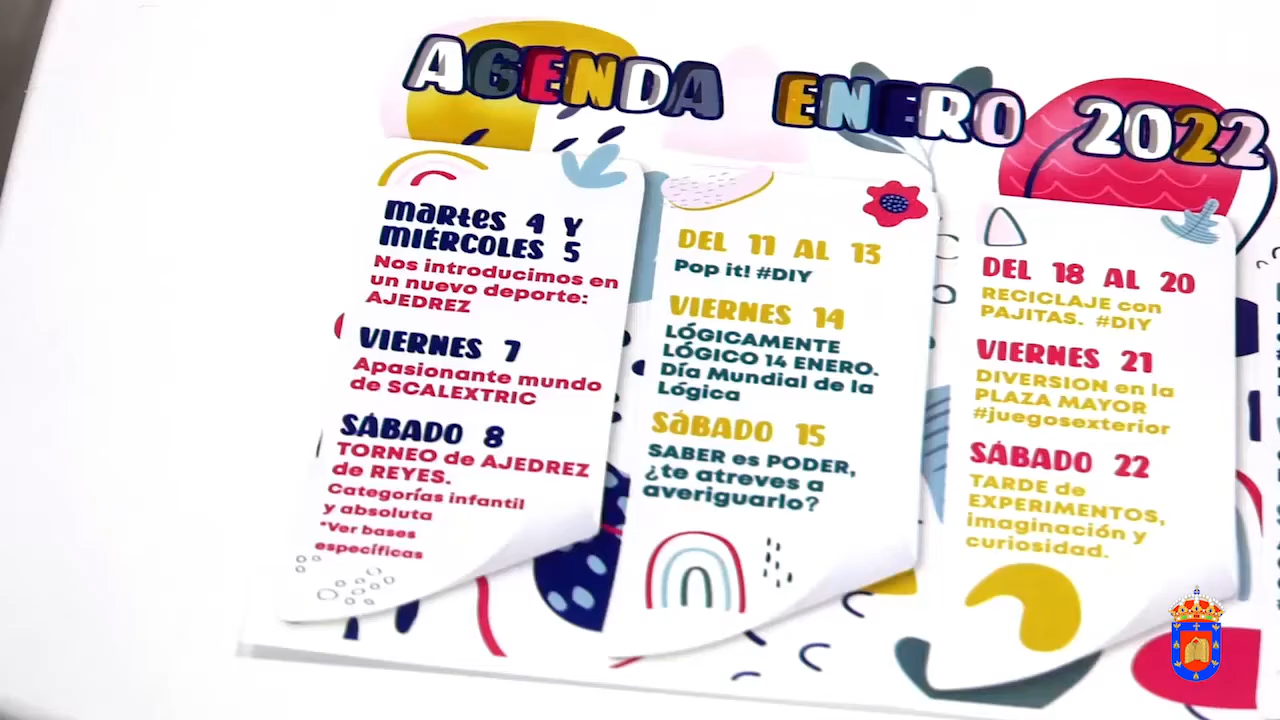 AGENDA ENERO 2022
MaRtes 4 Y
MIÉRCOLES 5
Nos introducimos en
un nuevo deporte:
AJEDREZ
VIERNES 7
Apasionante mundo
de SCALEXTRIC
SÁBADO 8
TORNEO de AJEDREZ
de REYES.
Categorías infantil
y absoluta
*Ver bases
específicas
DEL 11 AL 13
Pop it! #DIY
VIERNES 14
LÓGICAMENTE
LÓGICO 14 ENERO.
Día Mundial de la
Lógica
SáBADO 15
SABER es PODER,
¿te atreves a
averiguarlo?
DEL 18 AL 20
RECICLAJE con
PAJITAS. #DIY
VIERNES 21
DIVERSION en la
PLAZA MAYOR
#juegosexterior
SÁBADO 22
TARDE de
EXPERIMENTOS,
imaginación y
curiosidad.